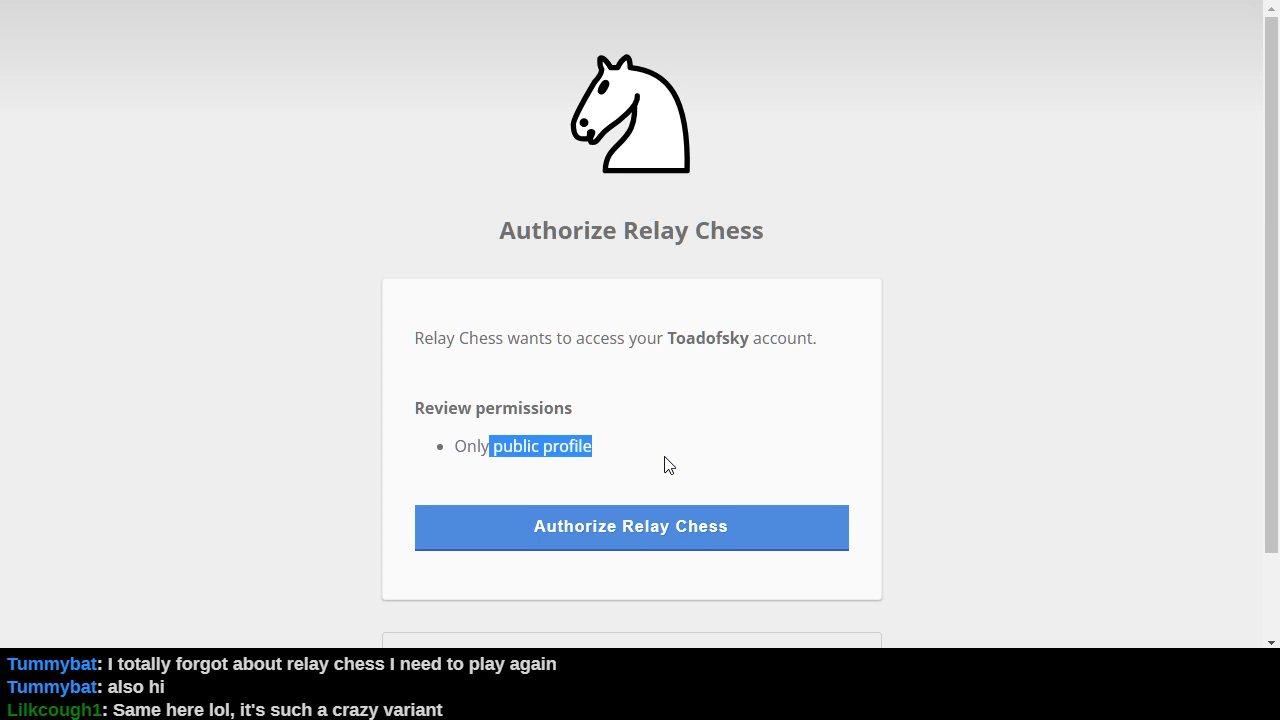 Authorize Relay Chess
Relay Chess wants to access your Toadofsky account.
Review permissions
Only public profile
Authorize Relay Chess
Tummybat: I totally forgot about relay chess I need to play again
Tummybat: also hi
Lilkcough1: Same here lol, it's such a crazy variant